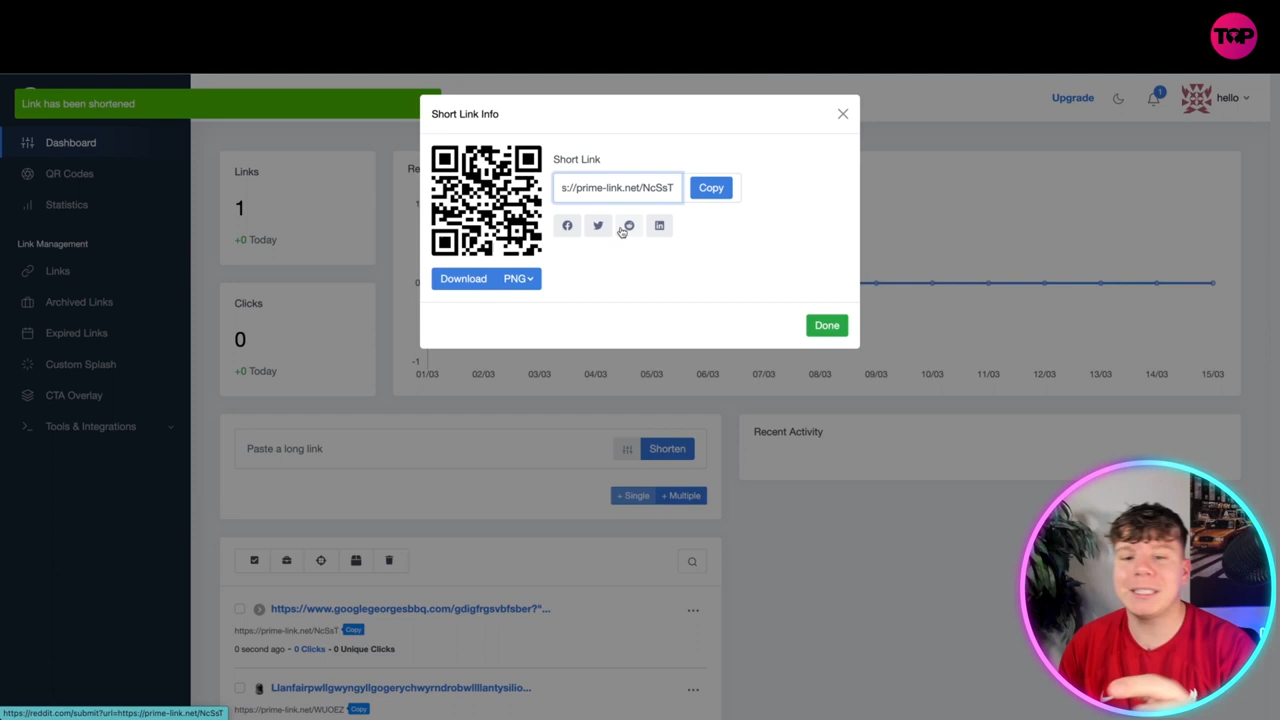 TOP
Link has been shortened
Short Link Info
Upgrade
1
hello
Dashboard
QR Codes
Statistics
Link Management
Links
Archived Links
Expired Links
Custom Splash
CTA Overlay
Tools & Integrations
Links
1
+0 Today
Clicks
0
+0 Today
Re
1
0
-1
Short Link
s://prime-link.net/NcSsT
Copy
Download PNG
Done
01/03 02/03 03/03 04/03 05/03 06/03 07/03 08/03 09/03 10/03 11/03 12/03 13/03 14/03 15/03
Paste a long link
Shorten
+ Single + Multiple
Recent Activity
https://www.googlegeorgesbbq.com/gdigfrgsvbfsber?"...
https://prime-link.net/NcSsT Copy
0 second ago - 0 Clicks - 0 Unique Clicks
Llanfairpwllgwyngyllgogerychwyrndrobwllllantysilio...
https://prime-link.net/WUOEZ Copy
https://reddit.com/submit?url=https://prime-link.net/NcSsT